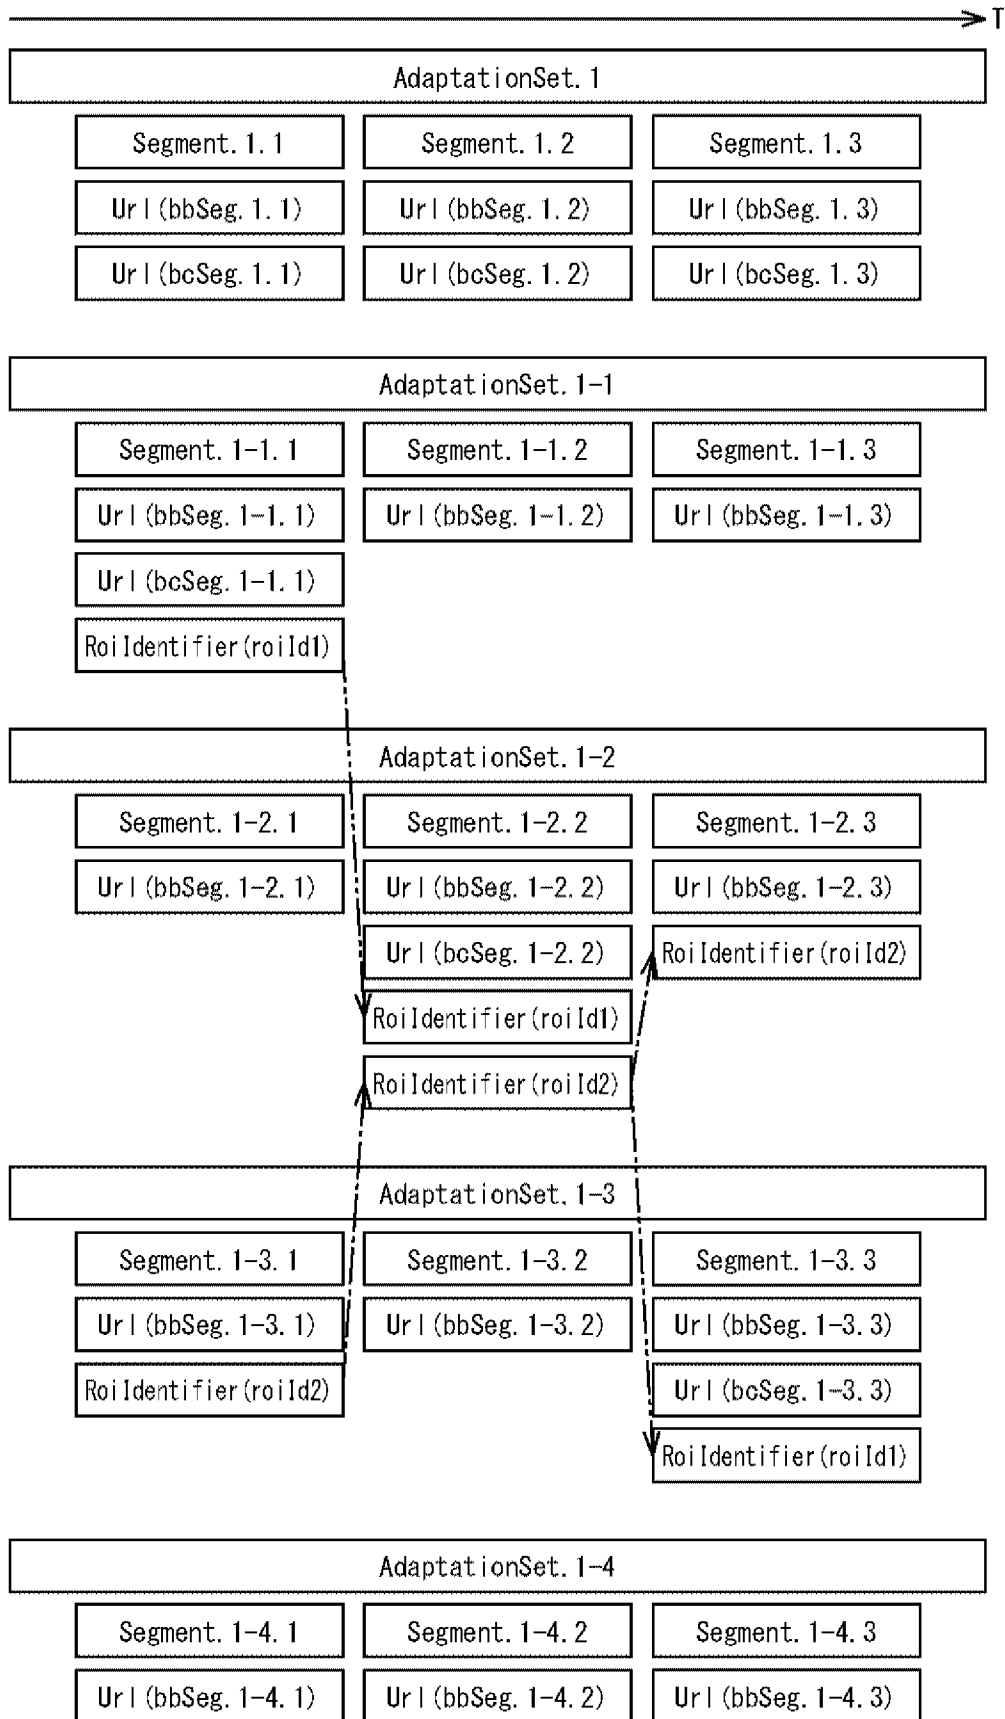 T
AdaptationSet.1
Segment.1.1 Segment.1.2 Segment.1.3
Url(bbSeg.1.1) Url(bbSeg.1.2) Url(bbSeg.1.3)
Url(bcSeg.1.1) Url(bcSeg.1.2) Url(bcSeg.1.3)
AdaptationSet.1-1
Segment.1-1.1 Segment.1-1.2 Segment.1-1.3
Url(bbSeg.1-1.1) Url(bbSeg.1-1.2) Url(bbSeg.1-1.3)
Url(bcSeg.1-1.1)
RoiIdentifier(roiId1)
AdaptationSet.1-2
Segment.1-2.1 Segment.1-2.2 Segment.1-2.3
Url(bbSeg.1-2.1) Url(bbSeg.1-2.2) Url(bbSeg.1-2.3)
Url(bcSeg.1-2.2) RoiIdentifier(roiId2)
RoiIdentifier(roiId1)
RoiIdentifier(roiId2)
AdaptationSet.1-3
Segment.1-3.1 Segment.1-3.2 Segment.1-3.3
Url(bbSeg.1-3.1) Url(bbSeg.1-3.2) Url(bbSeg.1-3.3)
RoiIdentifier(roiId2) Url(bcSeg.1-3.3)
RoiIdentifier(roiId1)
AdaptationSet.1-4
Segment.1-4.1 Segment.1-4.2 Segment.1-4.3
Url(bbSeg.1-4.1) Url(bbSeg.1-4.2) Url(bbSeg.1-4.3)